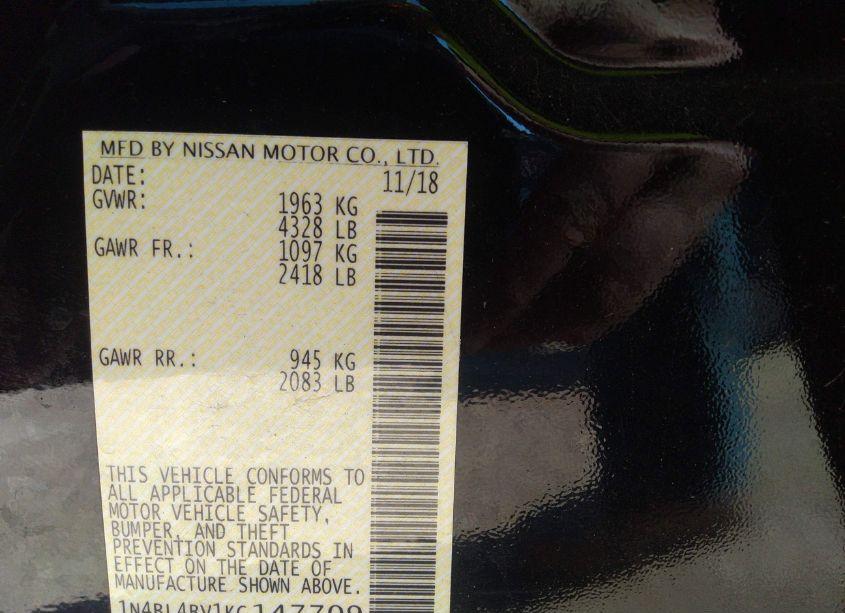 MFD BY NISSAN MOTOR CO., LTD.
DATE: 11/18
GVWR: 1963 KG
4328 LB
GAWR FR.: 1097 KG
2418 LB
GAWR RR.: 945 KG
2083 LB
THIS VEHICLE CONFORMS TO
ALL APPLICABLE FEDERAL
MOTOR VEHICLE SAFETY,
BUMPER, AND THEFT
PREVENTION STANDARDS IN
EFFECT ON THE DATE OF
MANUFACTURE SHOWN ABOVE.